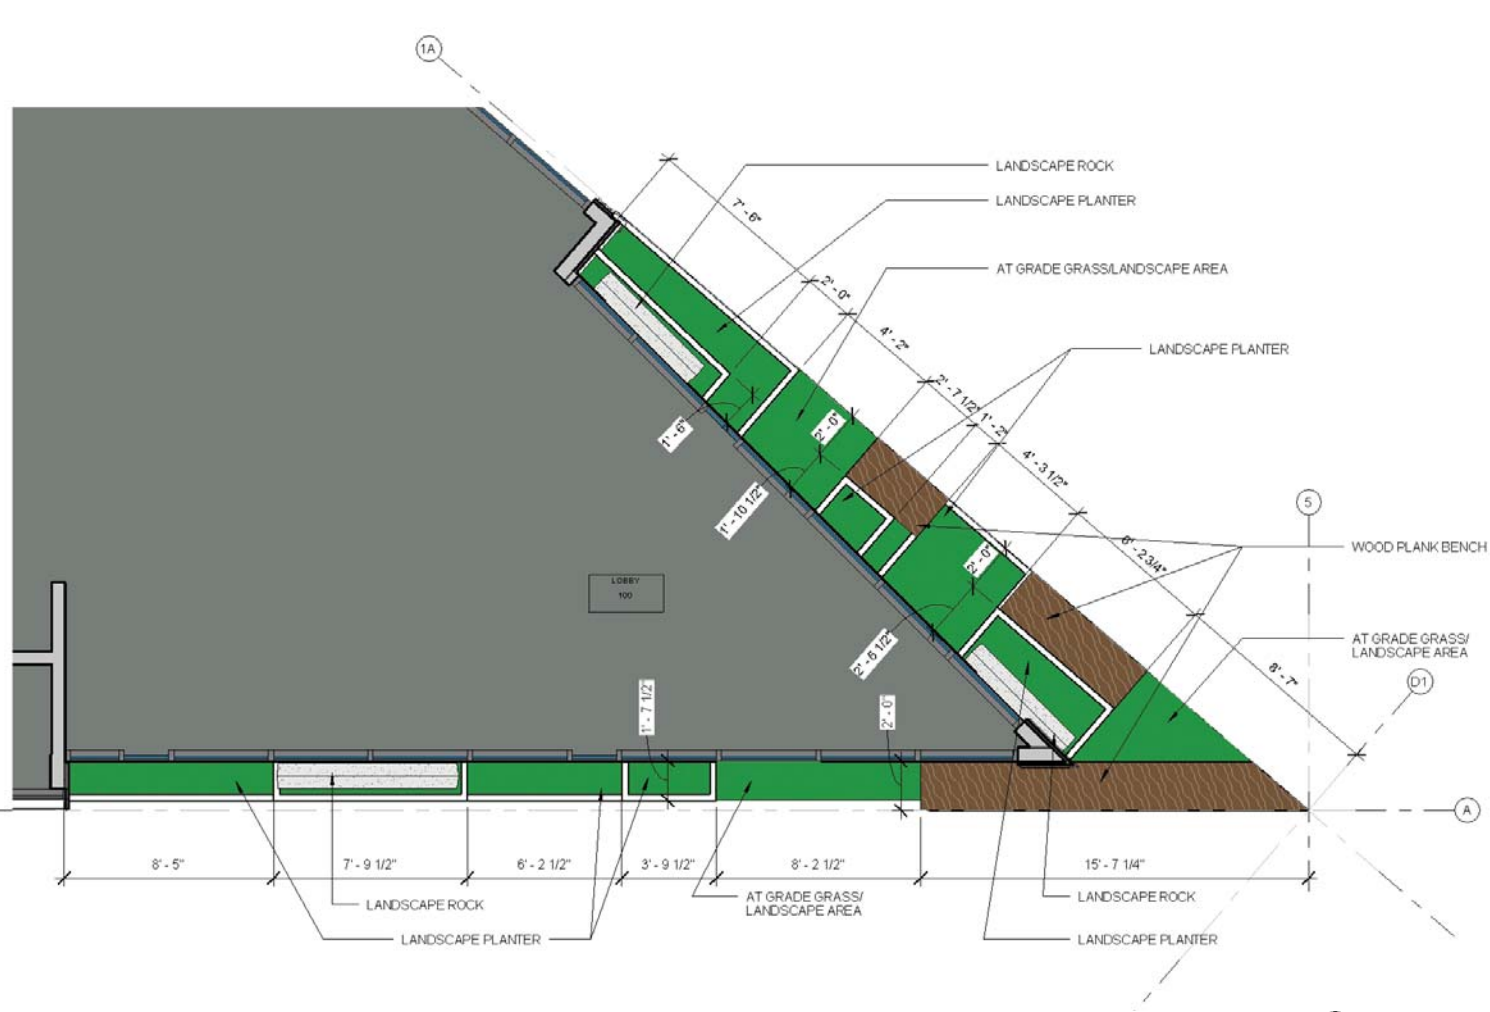 1A
LANDSCAPE ROCK
LANDSCAPE PLANTER
7' - 6"
AT GRADE GRASS/LANDSCAPE AREA
2' - 0"
4' - 2"
LANDSCAPE PLANTER
2' - 7 1/2"
1' - 2"
2' - 0"
1' - 6"
4' - 3 1/2"
1' - 10 1/2"
5
WOOD PLANK BENCH
2' - 0"
6' - 2 3/4"
LOBBY
100
AT GRADE GRASS/
LANDSCAPE AREA
2' - 6 1/2"
8' - 7"
D1
1' - 7 1/2"
2' - 0"
A
8' - 5"
7' - 9 1/2"
6' - 2 1/2"
3' - 9 1/2"
8' - 2 1/2"
15' - 7 1/4"
LANDSCAPE ROCK
AT GRADE GRASS/
LANDSCAPE AREA
LANDSCAPE ROCK
LANDSCAPE PLANTER
LANDSCAPE PLANTER